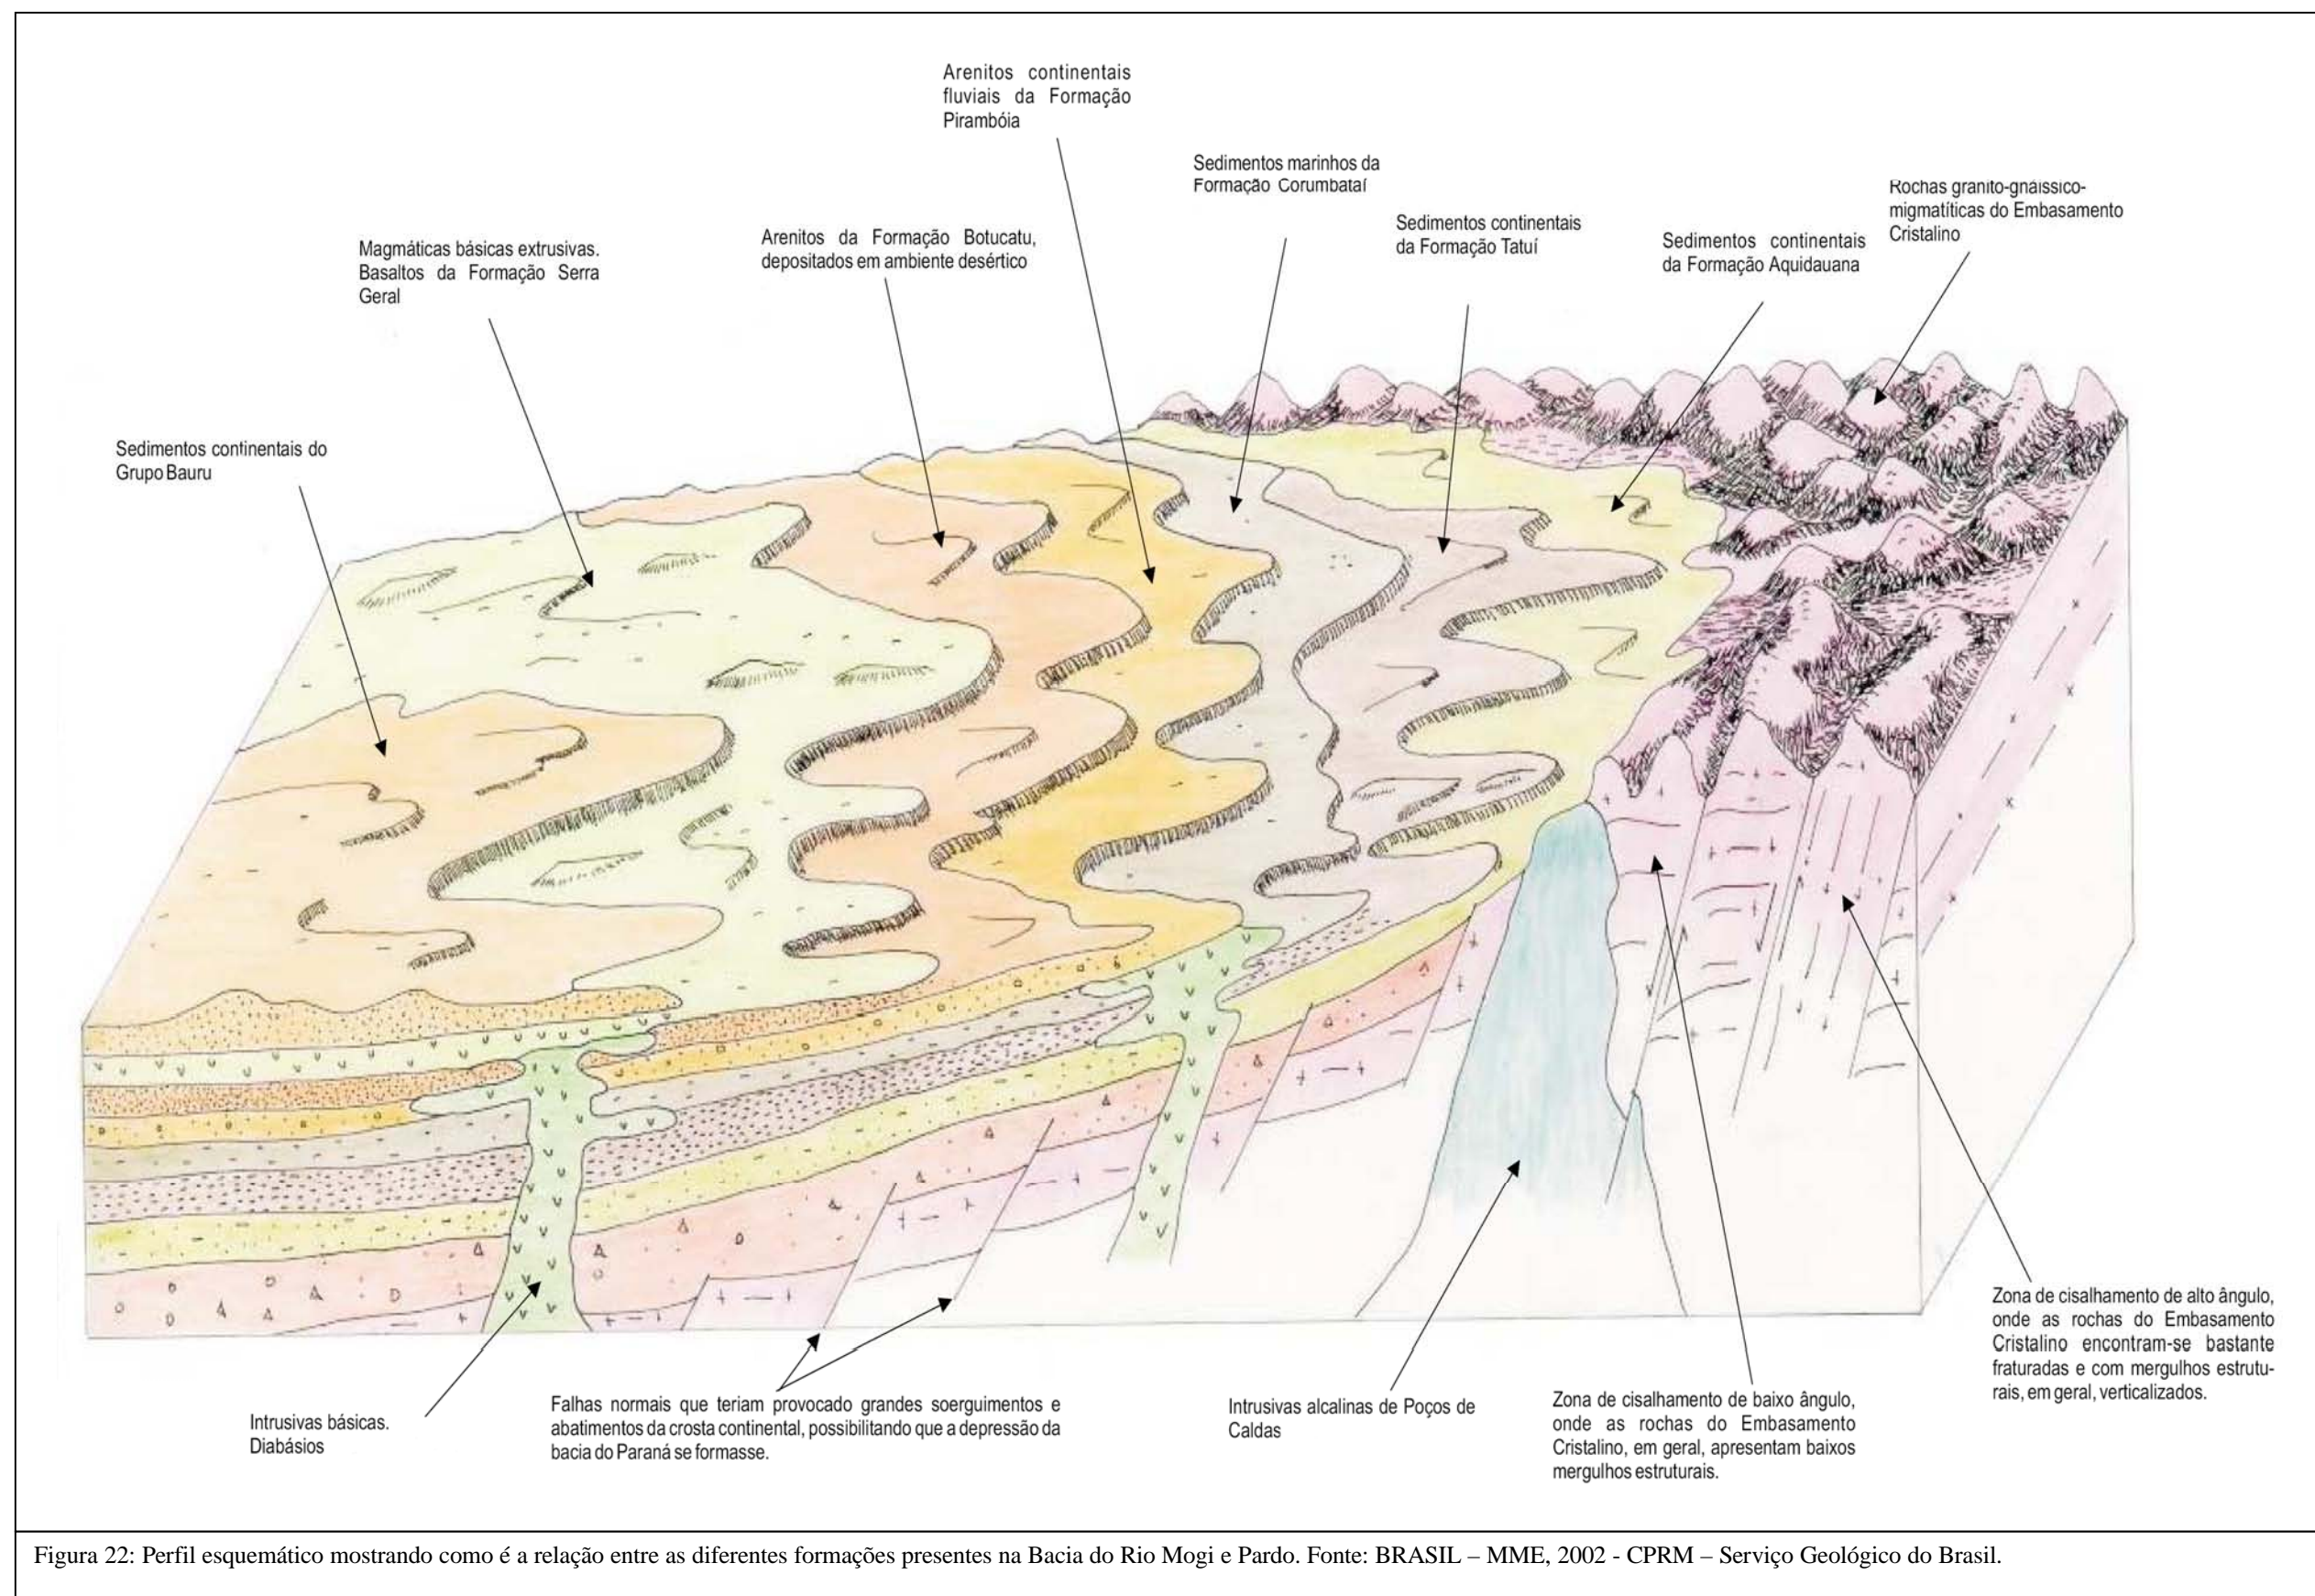 Arenitos continentais
fluviais da Formação
Pirambóia
Sedimentos marinhos da
Formação Corumbataí
Rochas granito-gnáissico-
migmatíticas do Embasamento
Cristalino
Sedimentos continentais
da Formação Tatuí
Sedimentos continentais
da Formação Aquidauana
Arenitos da Formação Botucatu,
depositados em ambiente desértico
Magmáticas básicas extrusivas.
Basaltos da Formação Serra
Geral
Sedimentos continentais do
Grupo Bauru
Intrusivas básicas.
Diabásios
Falhas normais que teriam provocado grandes soerguimentos e
abatimentos da crosta continental, possibilitando que a depressão da
bacia do Paraná se formasse.
Intrusivas alcalinas de Poços de
Caldas
Zona de cisalhamento de baixo ângulo,
onde as rochas do Embasamento
Cristalino, em geral, apresentam baixos
mergulhos estruturais.
Zona de cisalhamento de alto ângulo,
onde as rochas do Embasamento
Cristalino encontram-se bastante
fraturadas e com mergulhos estrutu-
rais, em geral, verticalizados.
Figura 22: Perfil esquemático mostrando como é a relação entre as diferentes formações presentes na Bacia do Rio Mogi e Pardo. Fonte: BRASIL – MME, 2002 - CPRM – Serviço Geológico do Brasil.